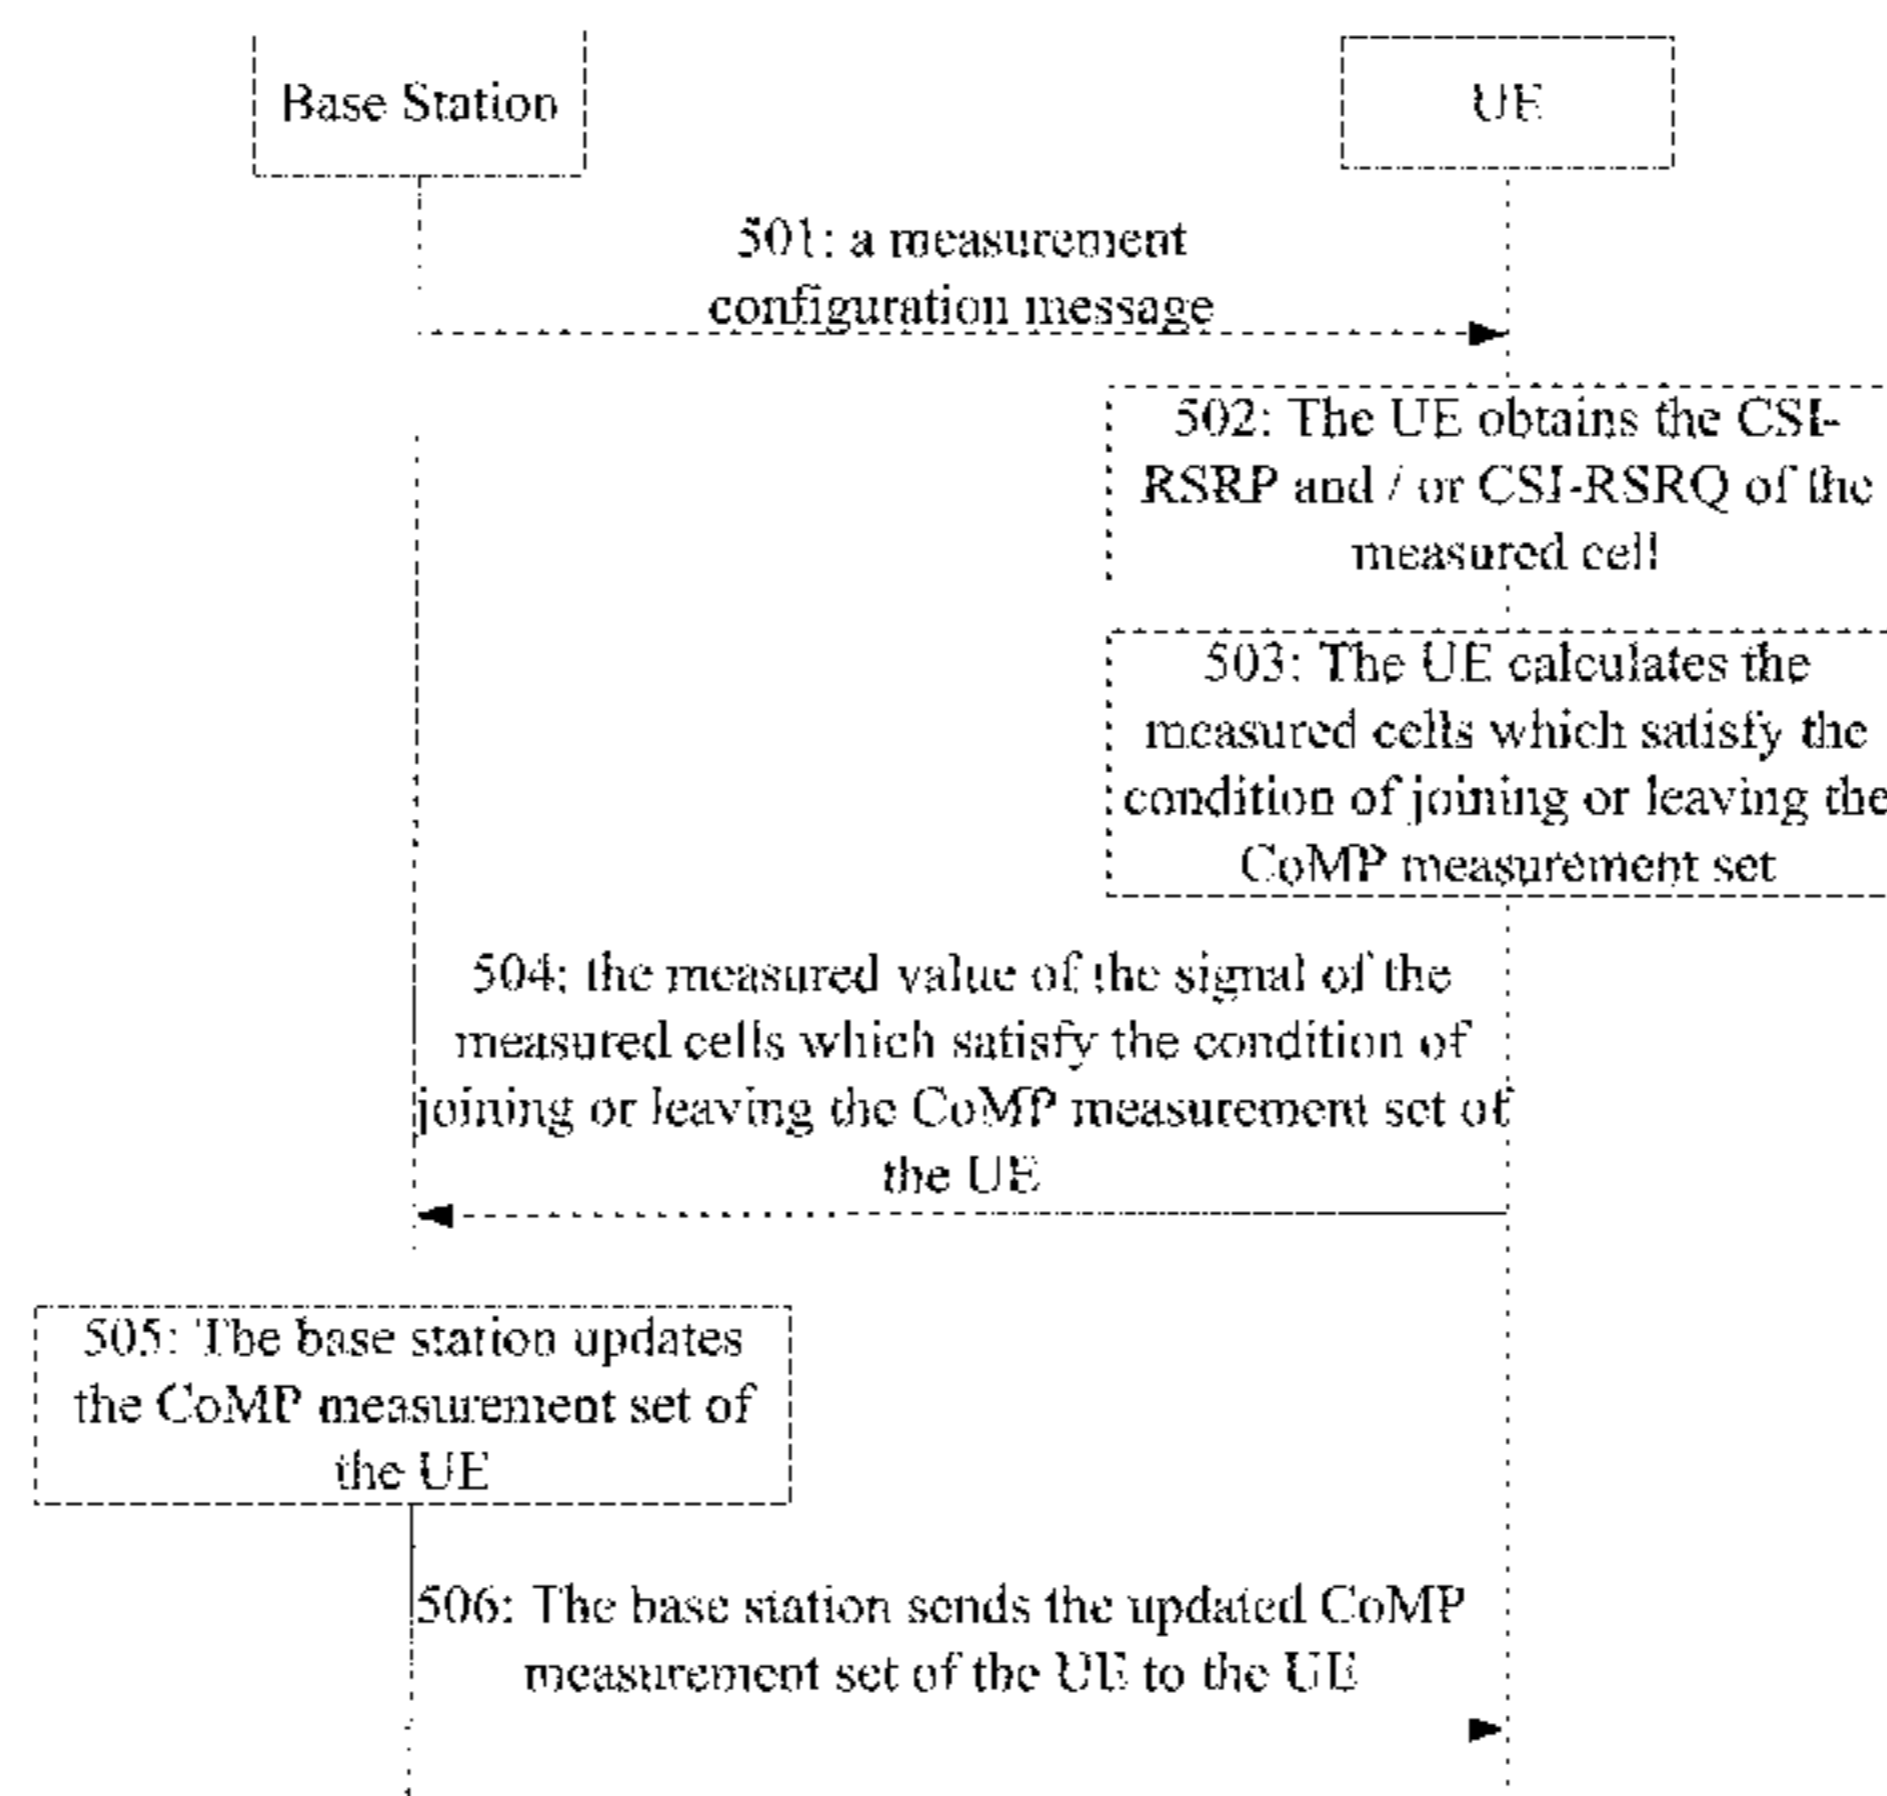 Base Station
UE
501: a measurement
configuration message
502: The UE obtains the CSI-
RSRP and / or CSI-RSRQ of the
measured cell
503: The UE calculates the
measured cells which satisfy the
condition of joining or leaving the
CoMP measurement set
504: the measured value of the signal of the
measured cells which satisfy the condition of
joining or leaving the CoMP measurement set of
the UE
505: The base station updates
the CoMP measurement set of
the UE
506: The base station sends the updated CoMP
measurement set of the UE to the UE